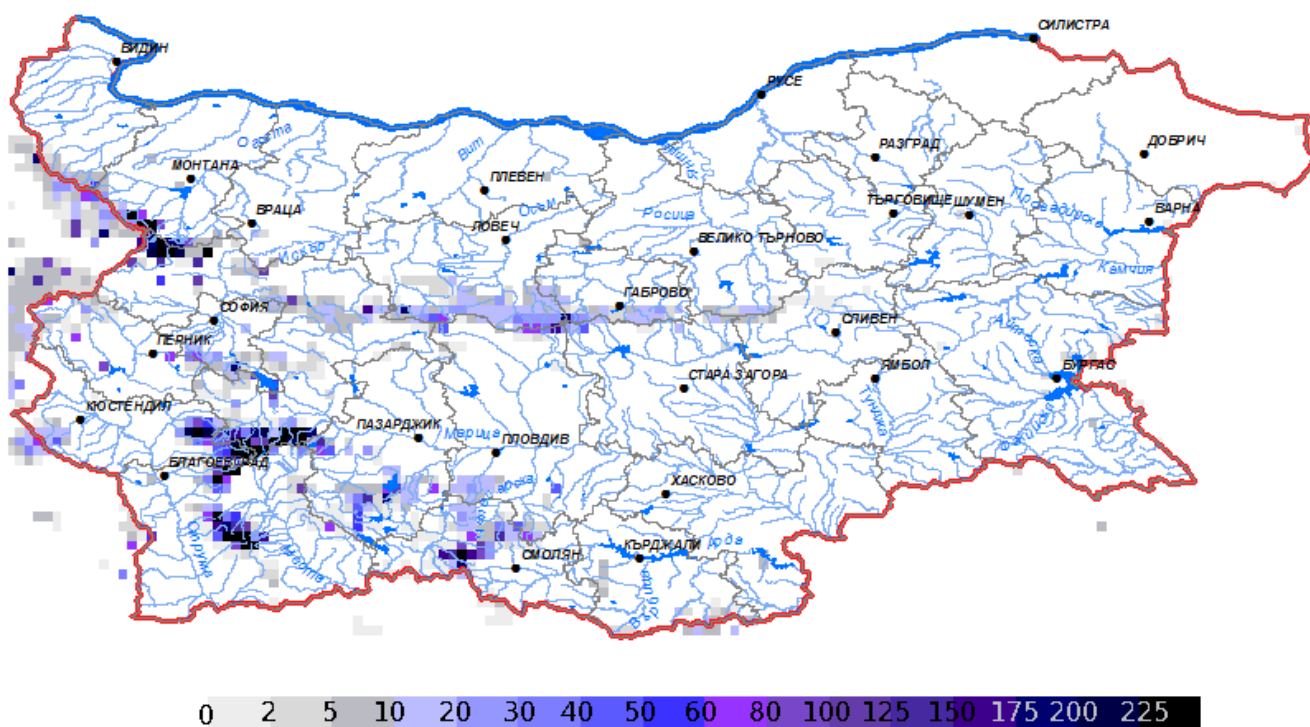 СИЛИСТРА
ВИДИН
РУСЕ
Огоста
Вит
РАЗГРАД
ДОБРИЧ
МОНТАНА
ПЛЕВЕН
ВРАЦА
Осъм
Росица
ТЪРГОВИЩЕ
ШУМЕН
Провадийска
ВАРНА
ЛОВЕЧ
ВЕЛИКО ТЪРНОВО
Искър
Камчия
СОФИЯ
ГАБРОВО
СЛИВЕН
ПЕРНИК
СТАРА ЗАГОРА
ЯМБОЛ
БУРГАС
КЮСТЕНДИЛ
Тунджа
ПАЗАРДЖИК
Марица
ПЛОВДИВ
БЛАГОЕВГРАД
ХАСКОВО
Струма
Места
СМОЛЯН
КЪРДЖАЛИ
Върбица
0 2 5 10 20 30 40 50 60 80 100 125 150 175 200 225